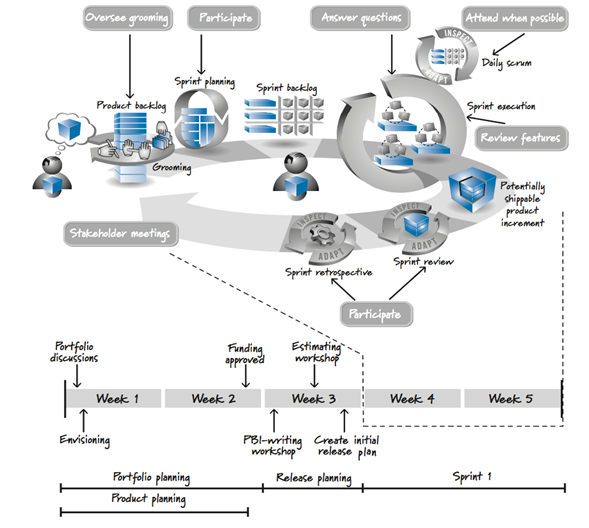 Oversee grooming
Participate
Answer questions
Attend when possible
INSPECT
ADAPT
Daily scrum
Sprint planning
Sprint backlog
Product backlog
Sprint execution
Review features
Grooming
Potentially
shippable
product
increment
Stakeholder meetings
INSPECT
ADAPT
INSPECT
ADAPT
Sprint retrospective
Sprint review
Participate
Portfolio
discussions
Funding
approved
Estimating
workshop
Week 1
Week 2
Week 3
Week 4
Week 5
Envisioning
PBI-writing
workshop
Create initial
release plan
Portfolio planning
Release planning
Sprint 1
Product planning